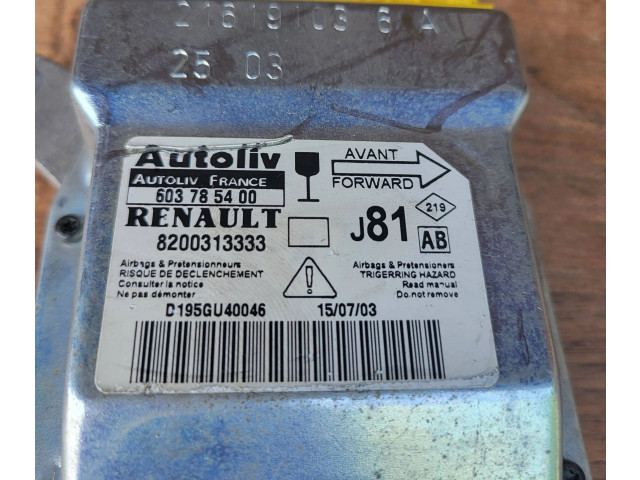 21619103 6 A
25 03
Autoliv
AUTOLIV FRANCE
603 78 54 00
RENAULT
8200313333
AVANT
FORWARD
J81
219
AB
Airbags & Pretensionneurs
RISQUE DE DECLENCHEMENT
Consulter la notice
Ne pas démonter
Airbags & Pretensioners
TRIGERRING HAZARD
Read manual
Do not remove
D195GU40046
15/07/03